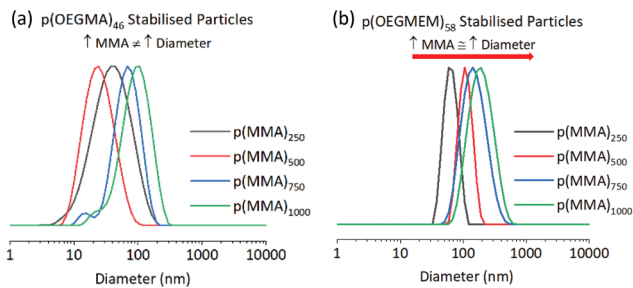 (a) p(OEGMA)46 Stabilised Particles
↑ MMA ≠ ↑ Diameter
p(MMA)250
p(MMA)500
p(MMA)750
p(MMA)1000
1 10 100 1000 10000
Diameter (nm)
(b) p(OEGMEM)58 Stabilised Particles
↑ MMA ≅ ↑ Diameter
p(MMA)250
p(MMA)500
p(MMA)750
p(MMA)1000
1 10 100 1000 10000
Diameter (nm)